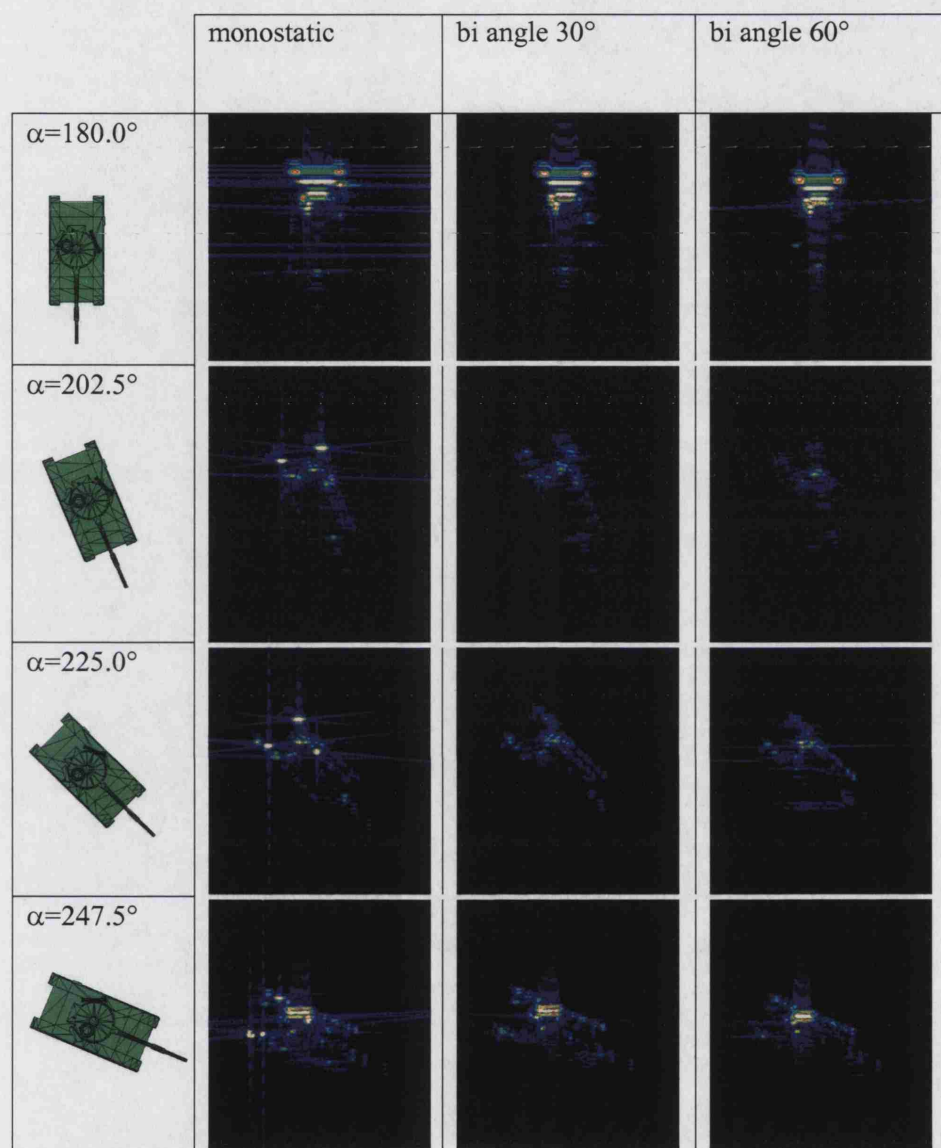 monostatic
bi angle 30°
bi angle 60°
α=180.0°
α=202.5°
α=225.0°
α=247.5°